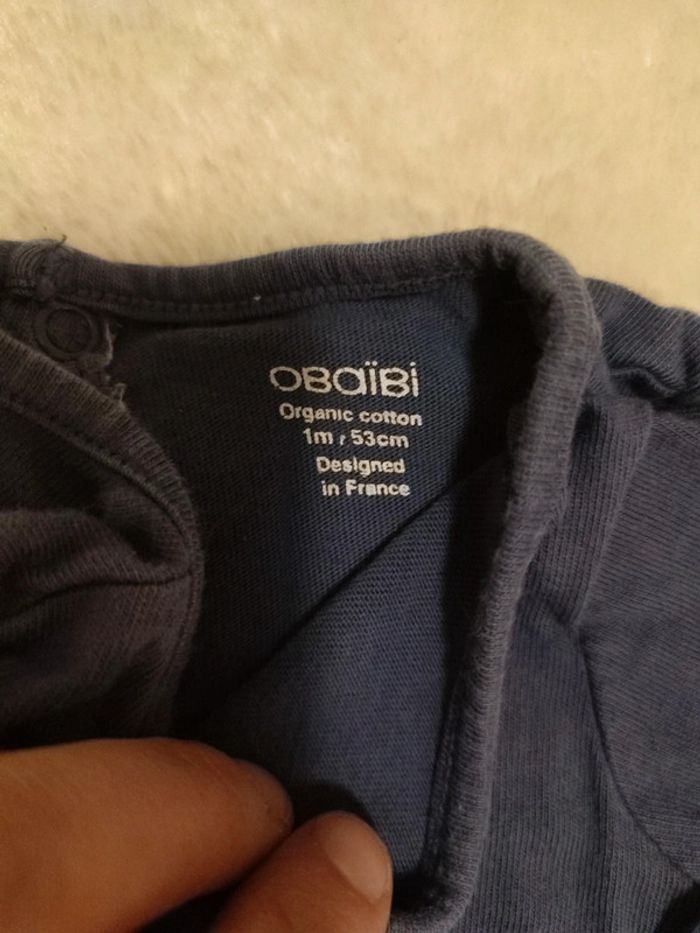 OBAÏBI
Organic cotton
1m / 53cm
Designed
in France